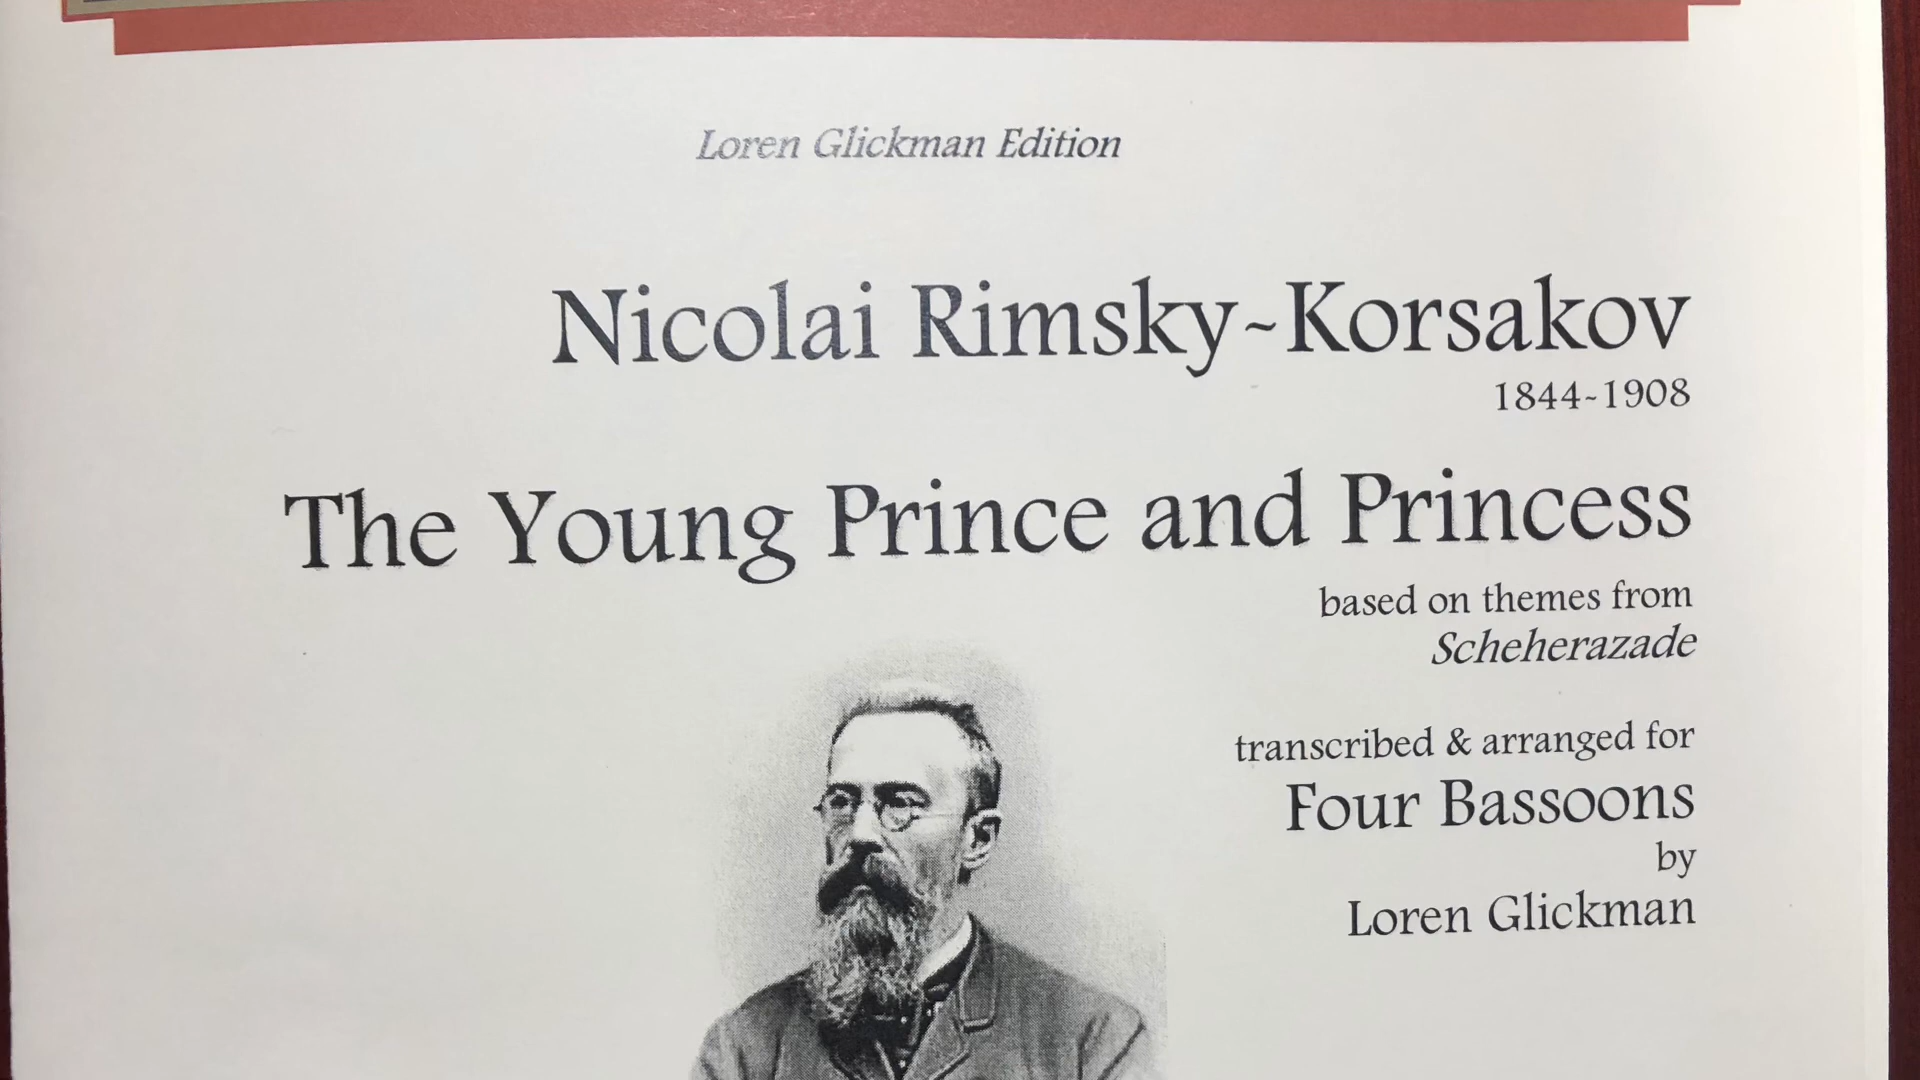 Loren Glickman Edition
Nicolai Rimsky~Korsakov
1844~1908
The Young Prince and Princess
based on themes from
Scheherazade
transcribed & arranged for
Four Bassoons
by
Loren Glickman